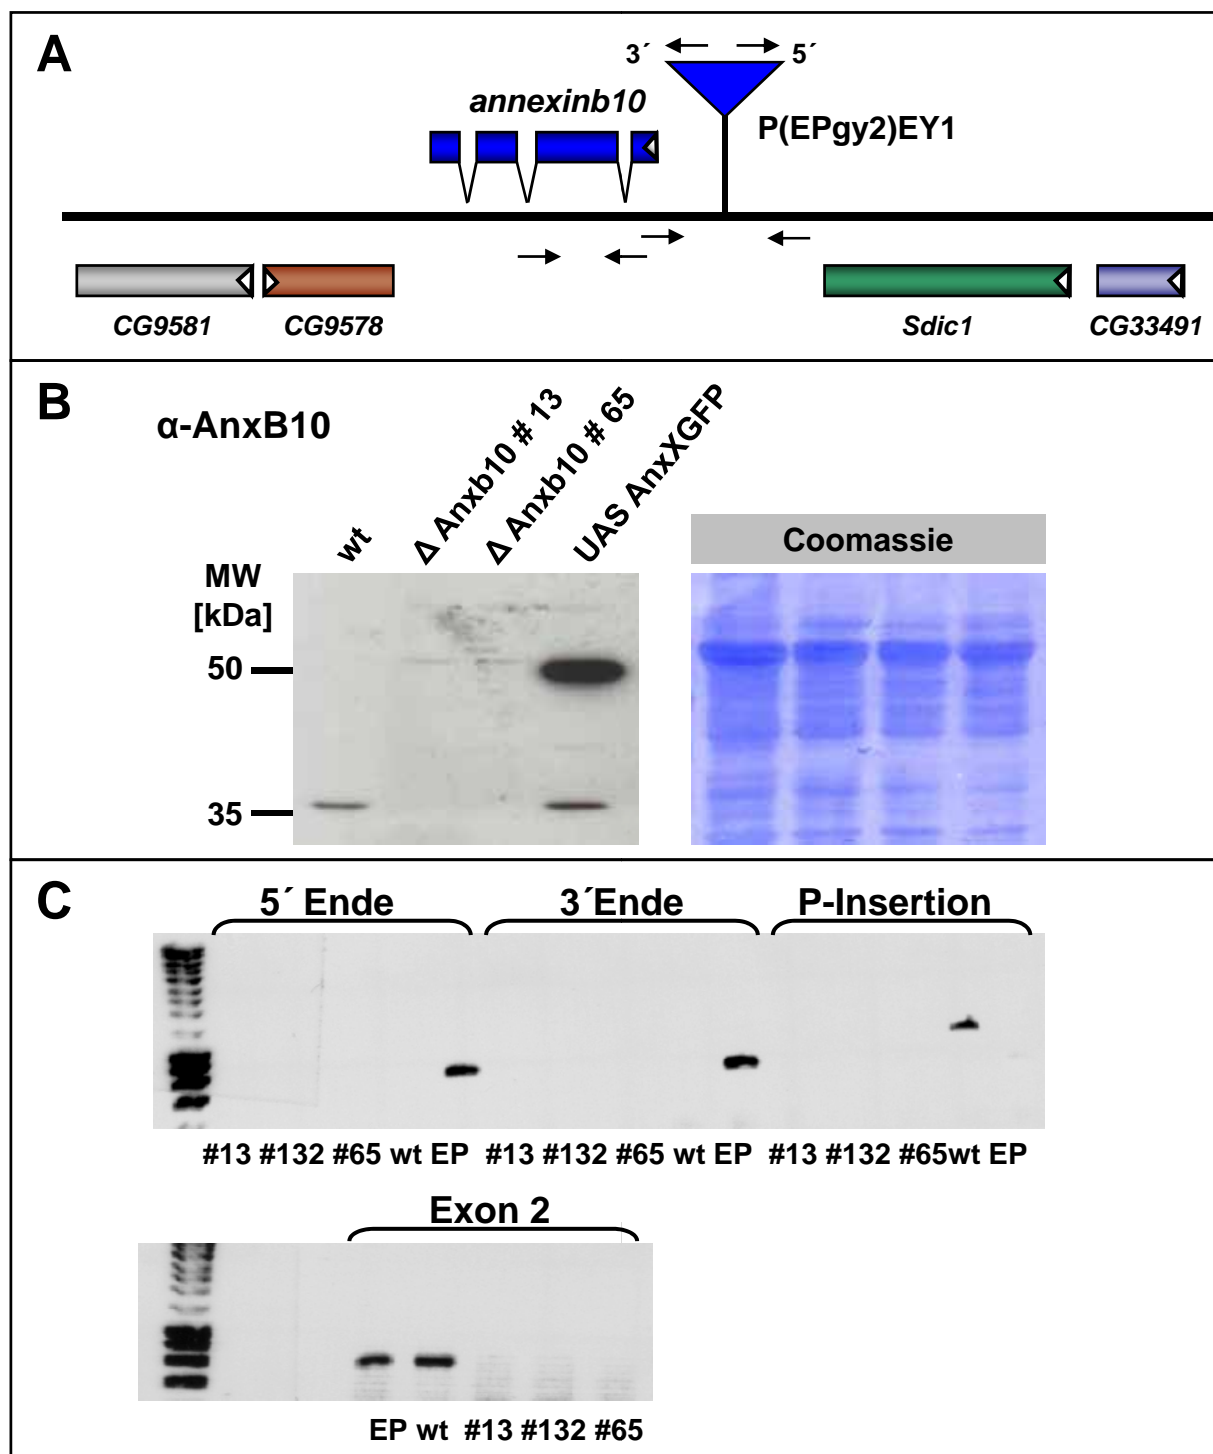 A
3´ 5´
annexinb10
P(EPgy2)EY1
CG9581 CG9578 Sdic1 CG33491
B
α-AnxB10
wt
Δ Anxb10 # 13
Δ Anxb10 # 65
UAS AnxXGFP
Coomassie
MW
[kDa]
50
35
C
5´ Ende 3´Ende P-Insertion
#13 #132 #65 wt EP #13 #132 #65 wt EP #13 #132 #65wt EP
Exon 2
EP wt #13 #132 #65